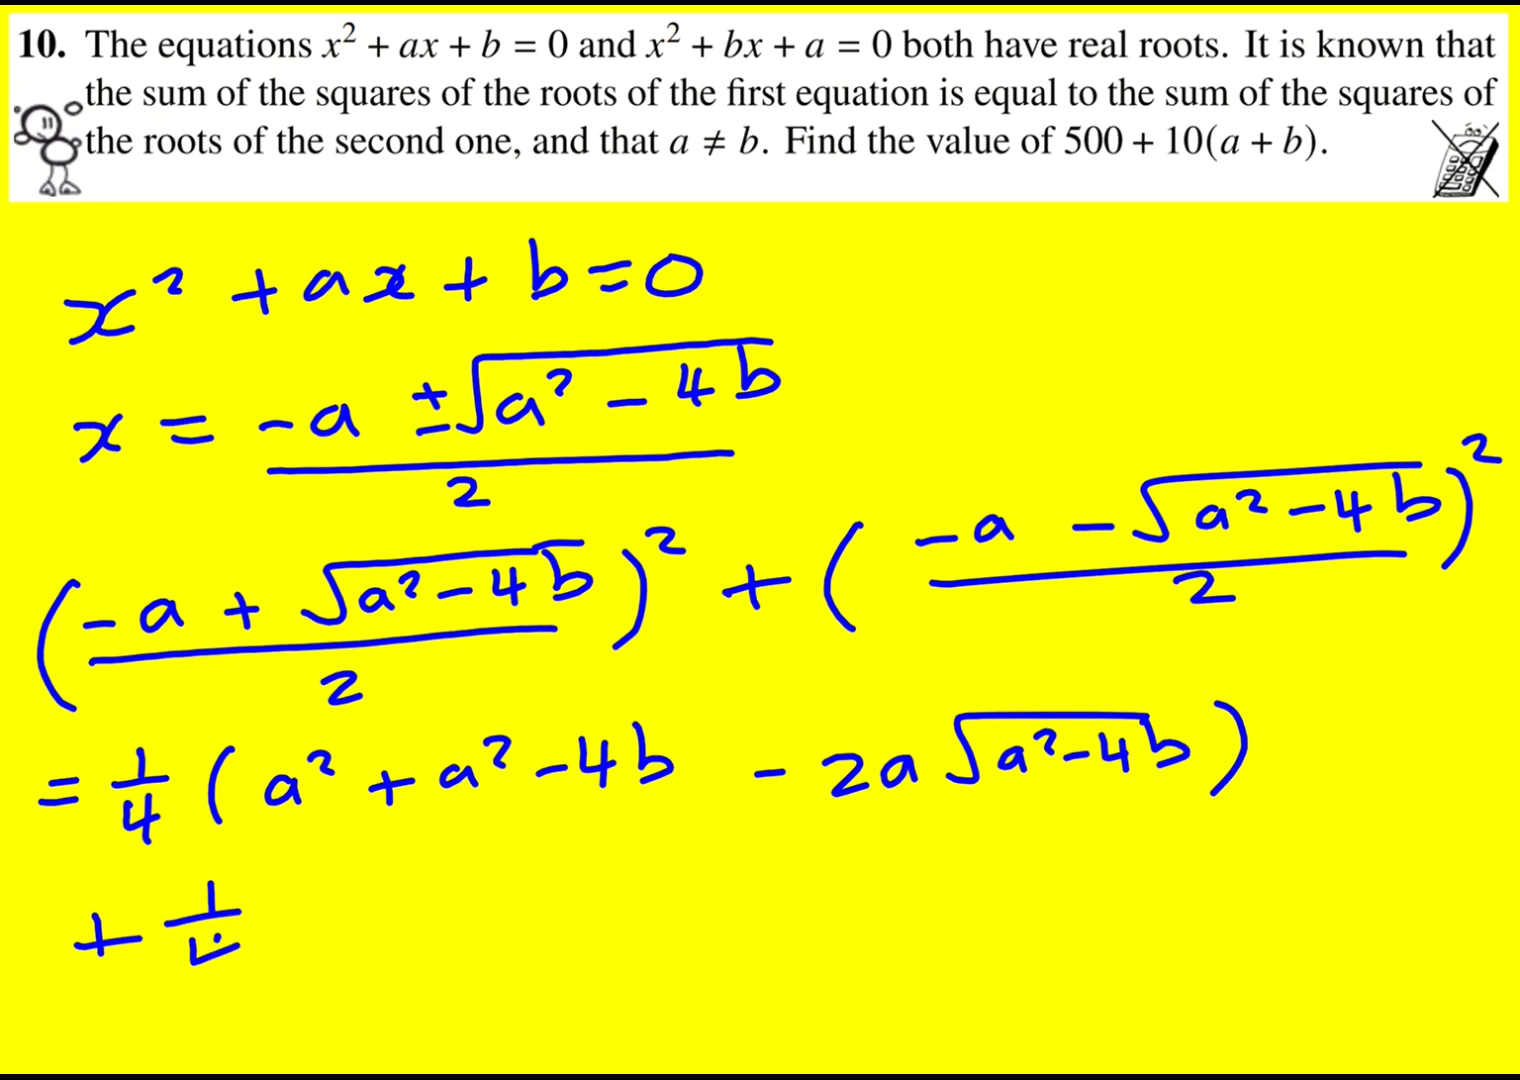 10. The equations x² + ax + b = 0 and x² + bx + a = 0 both have real roots. It is known that
the sum of the squares of the roots of the first equation is equal to the sum of the squares of
the roots of the second one, and that a ≠ b. Find the value of 500 + 10(a + b).
x² + ax + b = 0
x = (-a ± √(a² - 4b))/2
((-a + √(a² - 4b))/2)² + ((-a - √(a² - 4b))/2)²
= 1/4 (a² + a² - 4b - 2a√(a² - 4b))
+ 1/